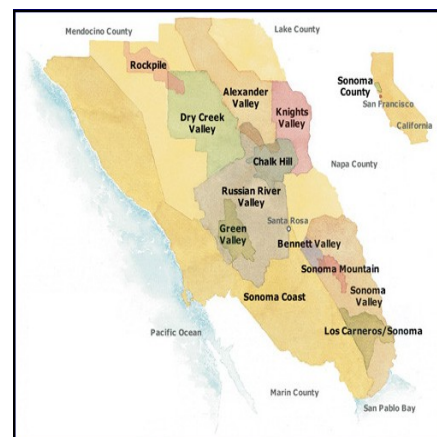 Mendocino County
Lake County
Rockpile
Sonoma
County
San Francisco
California
Alexander
Valley
Knights
Valley
Dry Creek
Valley
Chalk Hill
Napa County
Russian River
Valley
Santa Rosa
Green
Valley
Bennett Valley
Sonoma Mountain
Sonoma
Valley
Sonoma Coast
Los Carneros/Sonoma
Pacific Ocean
Marin County
San Pablo Bay